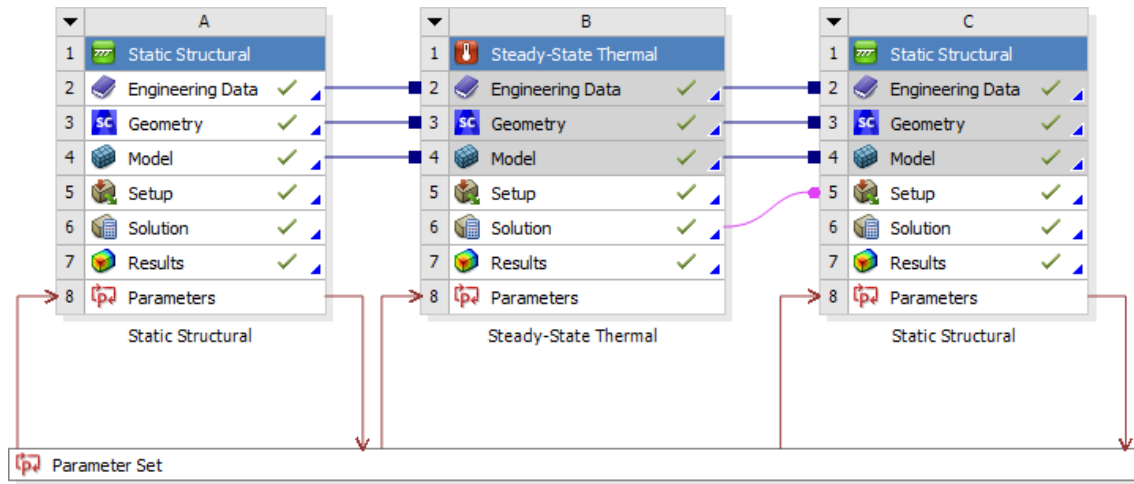 A
1 Static Structural
2 Engineering Data
3 SC Geometry
4 Model
5 Setup
6 Solution
7 Results
8 Parameters
Static Structural
B
1 Steady-State Thermal
2 Engineering Data
3 SC Geometry
4 Model
5 Setup
6 Solution
7 Results
8 Parameters
Steady-State Thermal
C
1 Static Structural
2 Engineering Data
3 SC Geometry
4 Model
5 Setup
6 Solution
7 Results
8 Parameters
Static Structural
Parameter Set